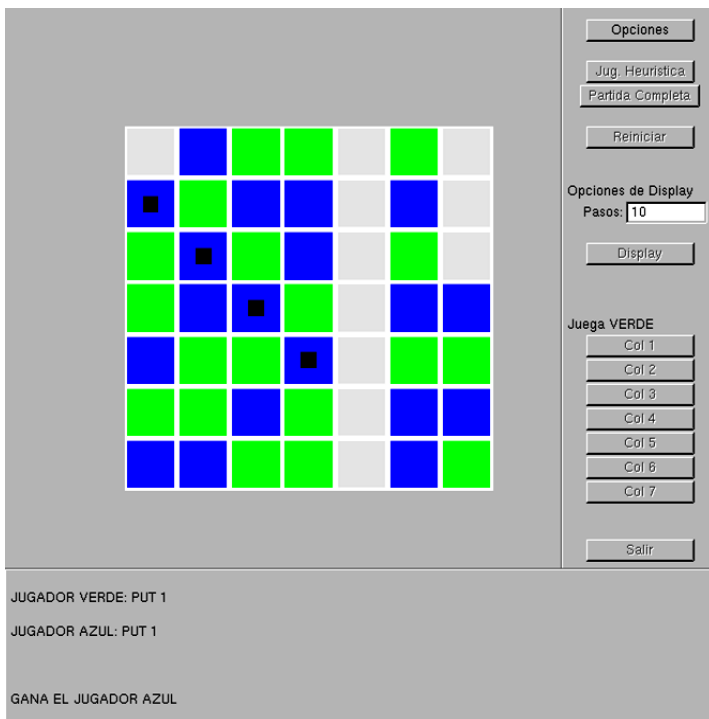 Opciones
Jug. Heuristica
Partida Completa
Reiniciar
Opciones de Display
Pasos: 10
Display
Juega VERDE
Col 1
Col 2
Col 3
Col 4
Col 5
Col 6
Col 7
Salir
JUGADOR VERDE: PUT 1
JUGADOR AZUL: PUT 1
GANA EL JUGADOR AZUL